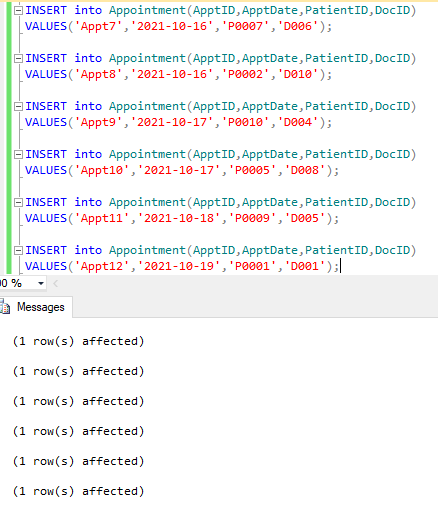 INSERT into Appointment(ApptID,ApptDate,PatientID,DocID)
VALUES('Appt7','2021-10-16','P0007','D006');
INSERT into Appointment(ApptID,ApptDate,PatientID,DocID)
VALUES('Appt8','2021-10-16','P0002','D010');
INSERT into Appointment(ApptID,ApptDate,PatientID,DocID)
VALUES('Appt9','2021-10-17','P0010','D004');
INSERT into Appointment(ApptID,ApptDate,PatientID,DocID)
VALUES('Appt10','2021-10-17','P0005','D008');
INSERT into Appointment(ApptID,ApptDate,PatientID,DocID)
VALUES('Appt11','2021-10-18','P0009','D005');
INSERT into Appointment(ApptID,ApptDate,PatientID,DocID)
VALUES('Appt12','2021-10-19','P0001','D001');
00 %
Messages
(1 row(s) affected)
(1 row(s) affected)
(1 row(s) affected)
(1 row(s) affected)
(1 row(s) affected)
(1 row(s) affected)